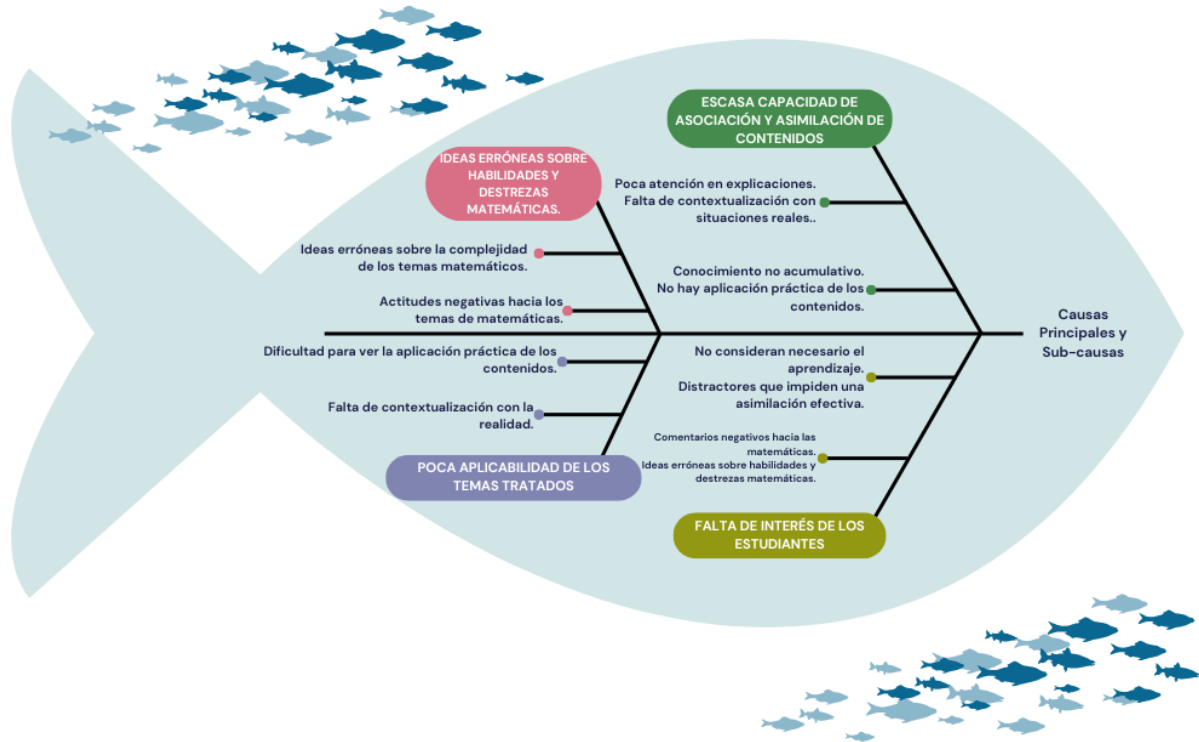 ESCASA CAPACIDAD DE
ASOCIACIÓN Y ASIMILACIÓN DE
CONTENIDOS
IDEAS ERRÓNEAS SOBRE
HABILIDADES Y
DESTREZAS
MATEMÁTICAS.
Poca atención en explicaciones.
Falta de contextualización con
situaciones reales..
Ideas erróneas sobre la complejidad
de los temas matemáticos.
Conocimiento no acumulativo.
No hay aplicación práctica de los
contenidos.
Actitudes negativas hacia los
temas de matemáticas.
Causas
Principales y
Sub-causas
Dificultad para ver la aplicación práctica de los
contenidos.
No consideran necesario el
aprendizaje.
Distractores que impiden una
asimilación efectiva.
Falta de contextualización con la
realidad.
Comentarios negativos hacia las
matemáticas.
Ideas erróneas sobre habilidades y
destrezas matemáticas.
POCA APLICABILIDAD DE LOS
TEMAS TRATADOS
FALTA DE INTERÉS DE LOS
ESTUDIANTES